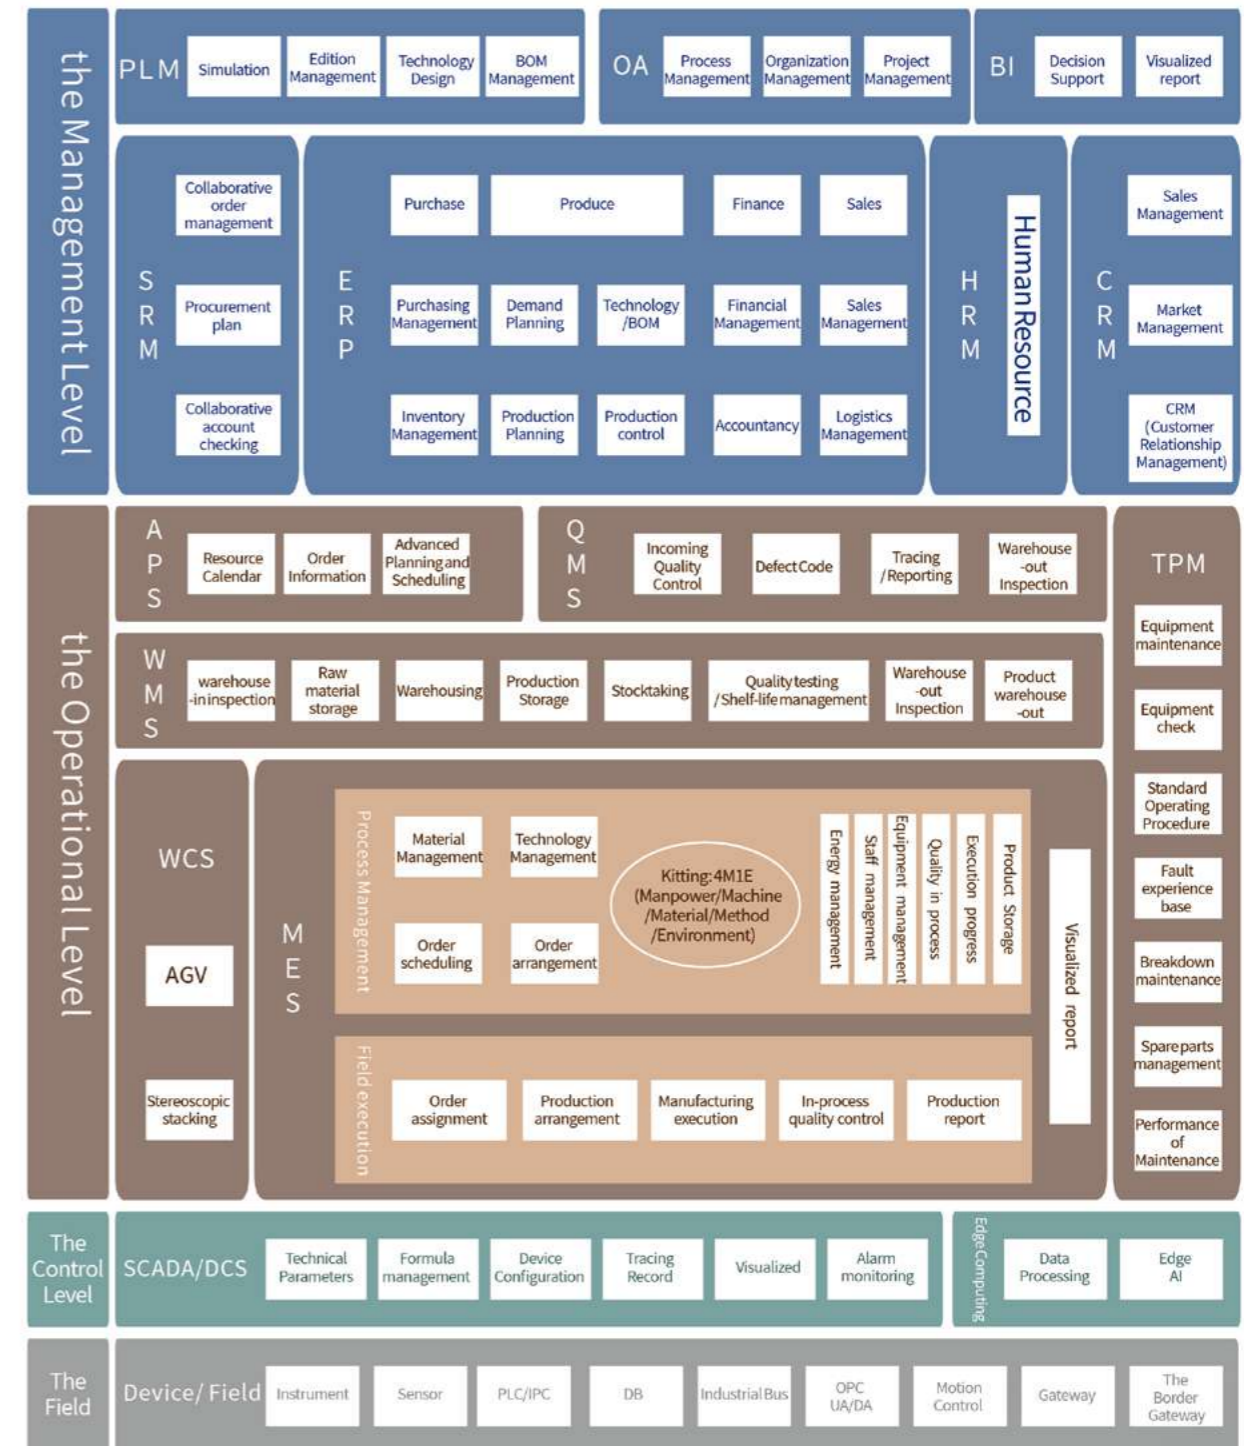 the Management Level
PLM
Simulation
Edition
Management
Technology
Design
BOM
Management
OA
Process
Management
Organization
Management
Project
Management
BI
Decision
Support
Visualized
report
SRM
Collaborative
order
management
Procurement
plan
Collaborative
account
checking
ERP
Purchase
Produce
Finance
Sales
Purchasing
Management
Demand
Planning
Technology
/BOM
Financial
Management
Sales
Management
Inventory
Management
Production
Planning
Production
control
Accountancy
Logistics
Management
HRM
Human Resource
CRM
Sales
Management
Market
Management
CRM
(Customer
Relationship
Management)
the Operational Level
APS
Resource
Calendar
Order
Information
Advanced
Planning and
Scheduling
QMS
Incoming
Quality
Control
Defect Code
Tracing
/Reporting
Warehouse
-out
Inspection
TPM
Equipment
maintenance
Equipment
check
Standard
Operating
Procedure
Fault
experience
base
Breakdown
maintenance
Spare parts
management
Performance
of
Maintenance
WMS
warehouse
-in inspection
Raw
material
storage
Warehousing
Production
Storage
Stocktaking
Quality testing
/Shelf-life management
Warehouse
-out
Inspection
Product
warehouse
-out
WCS
AGV
Stereoscopic
stacking
MES
Process Management
Material
Management
Technology
Management
Order
scheduling
Order
arrangement
Kitting: 4M1E
(Manpower/Machine
/Material/Method
/Environment)
Energy management
Staff management
Equipment management
Quality in process
Execution progress
Product Storage
Visualized report
Field execution
Order
assignment
Production
arrangement
Manufacturing
execution
In-process
quality control
Production
report
The
Control
Level
SCADA/DCS
Technical
Parameters
Formula
management
Device
Configuration
Tracing
Record
Visualized
Alarm
monitoring
Edge Computing
Data
Processing
Edge
AI
The
Field
Device/ Field
Instrument
Sensor
PLC/IPC
DB
Industrial Bus
OPC
UA/DA
Motion
Control
Gateway
The
Border
Gateway